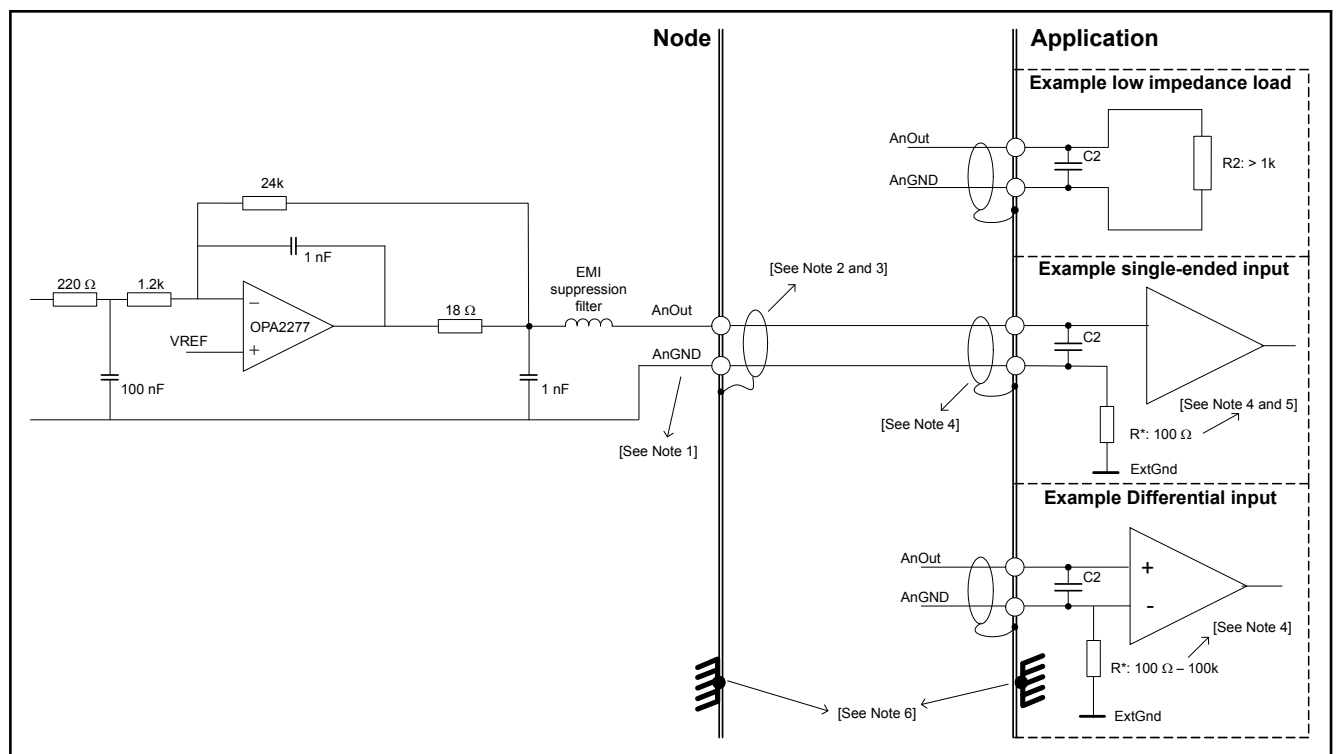 Node
Application
Example low impedance load
AnOut
C2
R2: > 1k
AnGND
24k
1 nF
220 Ω
1.2k
OPA2277
VREF
18 Ω
EMI
suppression
filter
AnOut
AnGND
100 nF
1 nF
[See Note 1]
[See Note 2 and 3]
[See Note 4]
Example single-ended input
C2
[See Note 4 and 5]
R*: 100 Ω
ExtGnd
Example Differential input
AnOut
C2
AnGND
[See Note 4]
R*: 100 Ω – 100k
ExtGnd
[See Note 6]